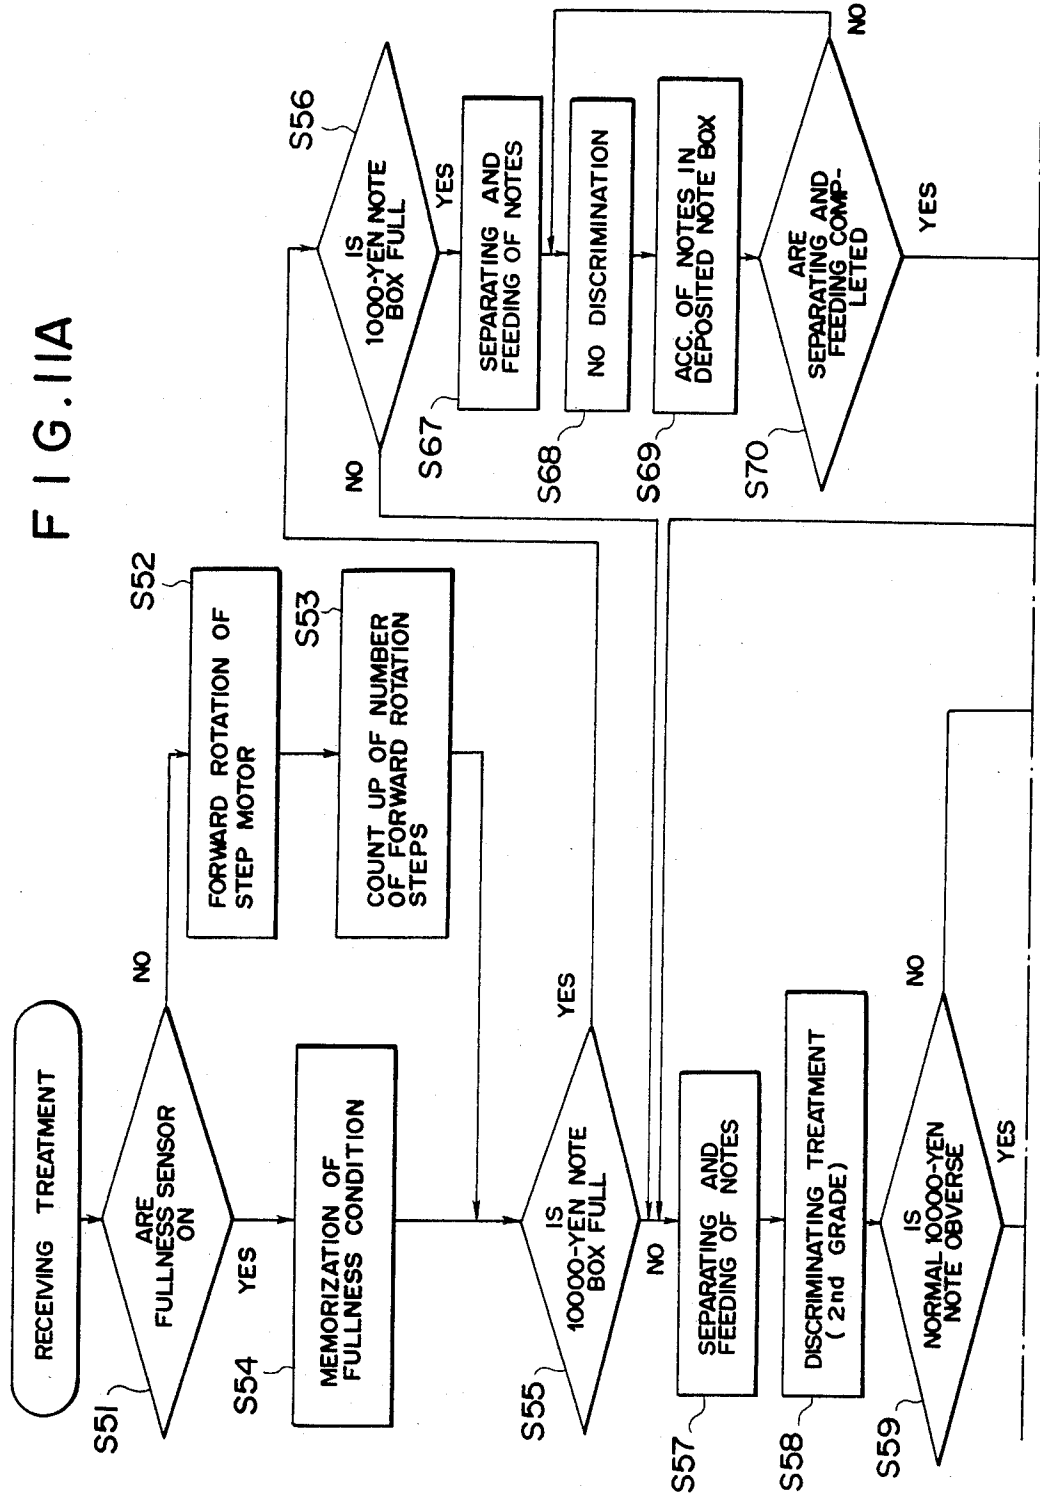 FIG.11A
RECEIVING TREATMENT
S51
ARE
FULLNESS SENSOR
ON
NO
YES
S52
FORWARD ROTATION OF
STEP MOTOR
S53
COUNT UP OF NUMBER
OF FORWARD ROTATION
STEPS
S54
MEMORIZATION OF
FULLNESS CONDITION
S55
IS
10000-YEN NOTE
BOX FULL
YES
NO
S56
IS
1000-YEN NOTE
BOX FULL
NO
YES
S67
SEPARATING AND
FEEDING OF NOTES
S68
NO DISCRIMINATION
S69
ACC. OF NOTES IN
DEPOSITED NOTE BOX
S70
ARE
SEPARATING AND
FEEDING COMP-
LETED
NO
YES
S57
SEPARATING AND
FEEDING OF NOTES
S58
DISCRIMINATING TREATMENT
(2nd GRADE)
S59
IS
NORMAL 10000-YEN
NOTE OBVERSE
NO
YES